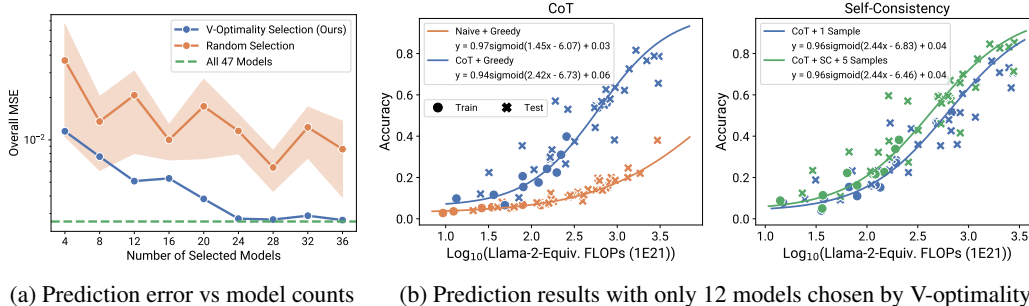 V-Optimality Selection (Ours)
Random Selection
All 47 Models
Overall MSE
10⁻²
4 8 12 16 20 24 28 32 36
Number of Selected Models
(a) Prediction error vs model counts
CoT
Naive + Greedy
y = 0.97sigmoid(1.45x - 6.07) + 0.03
CoT + Greedy
y = 0.94sigmoid(2.42x - 6.73) + 0.06
Train Test
Accuracy
0.8
0.6
0.4
0.2
0.0
1.0 1.5 2.0 2.5 3.0 3.5
Log₁₀(Llama-2-Equiv. FLOPs (1E21))
Self-Consistency
CoT + 1 Sample
y = 0.96sigmoid(2.44x - 6.83) + 0.04
CoT + SC + 5 Samples
y = 0.96sigmoid(2.44x - 6.46) + 0.04
Accuracy
0.8
0.6
0.4
0.2
0.0
1.0 1.5 2.0 2.5 3.0 3.5
Log₁₀(Llama-2-Equiv. FLOPs (1E21))
(b) Prediction results with only 12 models chosen by V-optimality